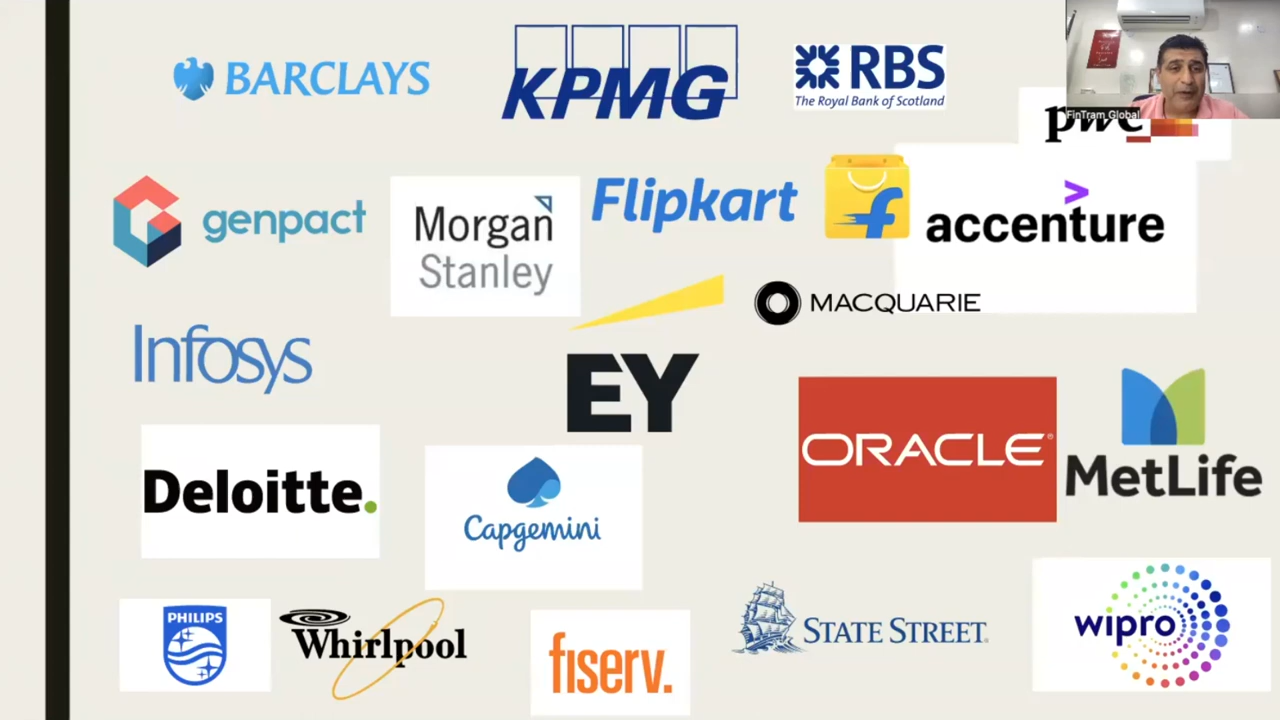 BARCLAYS
KPMG
RBS
The Royal Bank of Scotland
FinTram Global
pwc
genpact
Morgan
Stanley
Flipkart
f
accenture
MACQUARIE
Infosys
EY
ORACLE®
MetLife
Deloitte.
Capgemini
PHILIPS
Whirlpool
fiserv.
STATE STREET®
wipro